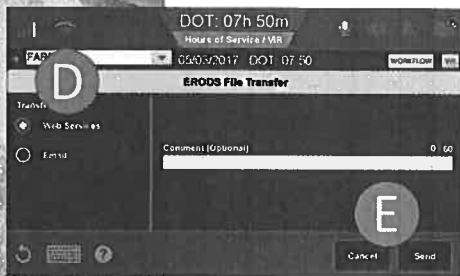 DOT: 07h 50m
Hours of Service / VIR
05/03/2017 DOT 07:50
WORKFLOW
ERODS File Transfer
D
Web Services
Email
Comment (Optional)
0 60
E
Cancel
Send